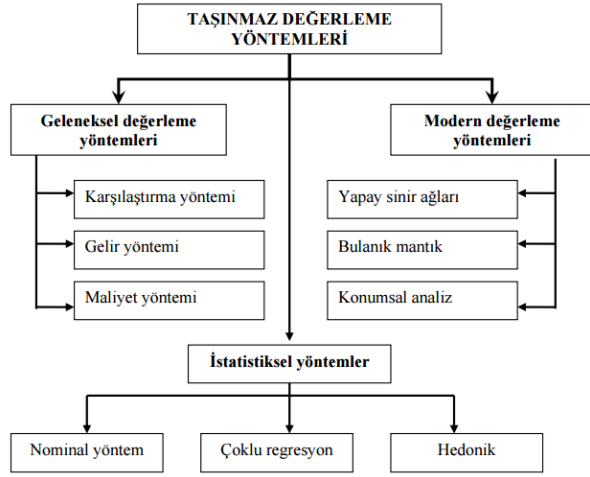 TAŞINMAZ DEĞERLEME
YÖNTEMLERİ
Geleneksel değerleme
yöntemleri
Modern değerleme
yöntemleri
Karşılaştırma yöntemi
Yapay sinir ağları
Gelir yöntemi
Bulanık mantık
Maliyet yöntemi
Konumsal analiz
İstatistiksel yöntemler
Nominal yöntem
Çoklu regresyon
Hedonik